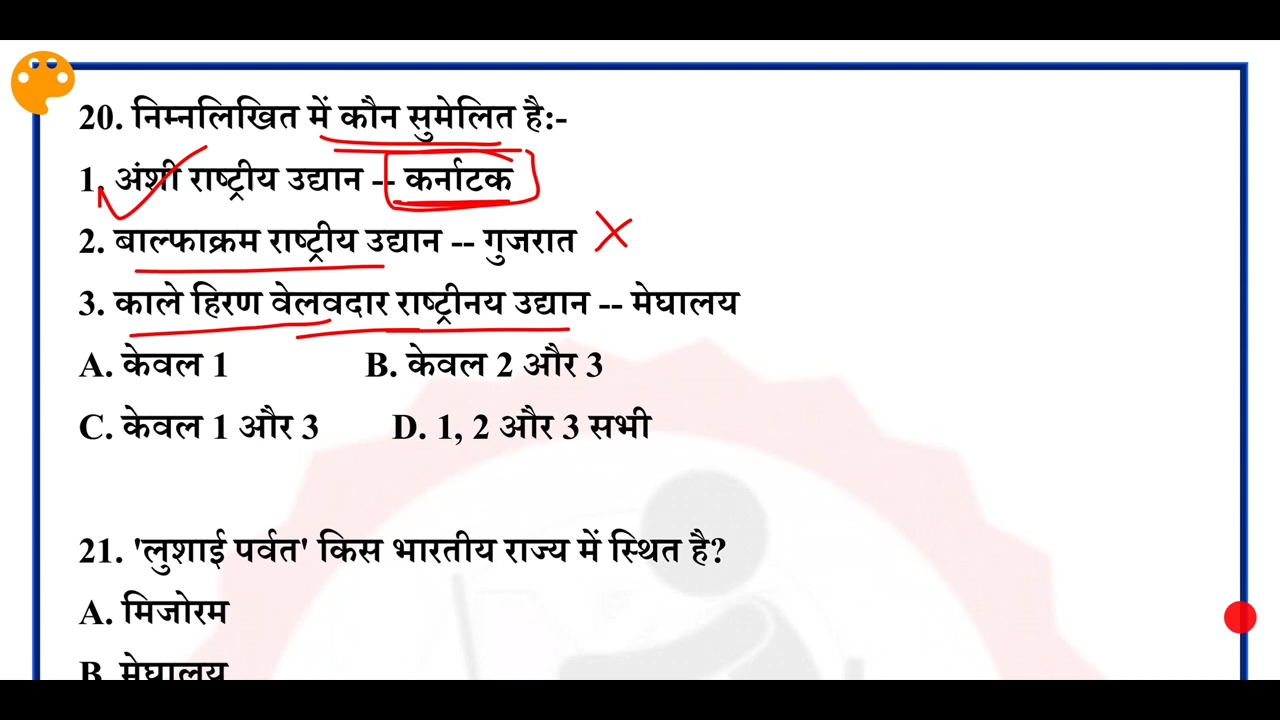 20. निम्नलिखित में कौन सुमेलित है:-
1. अंशी राष्ट्रीय उद्यान -- कर्नाटक
2. बाल्फाक्रम राष्ट्रीय उद्यान -- गुजरात
3. काले हिरण वेलवदार राष्ट्रीनय उद्यान -- मेघालय
A. केवल 1 B. केवल 2 और 3
C. केवल 1 और 3 D. 1, 2 और 3 सभी
21. 'लुशाई पर्वत' किस भारतीय राज्य में स्थित है?
A. मिजोरम
B. मेघालय